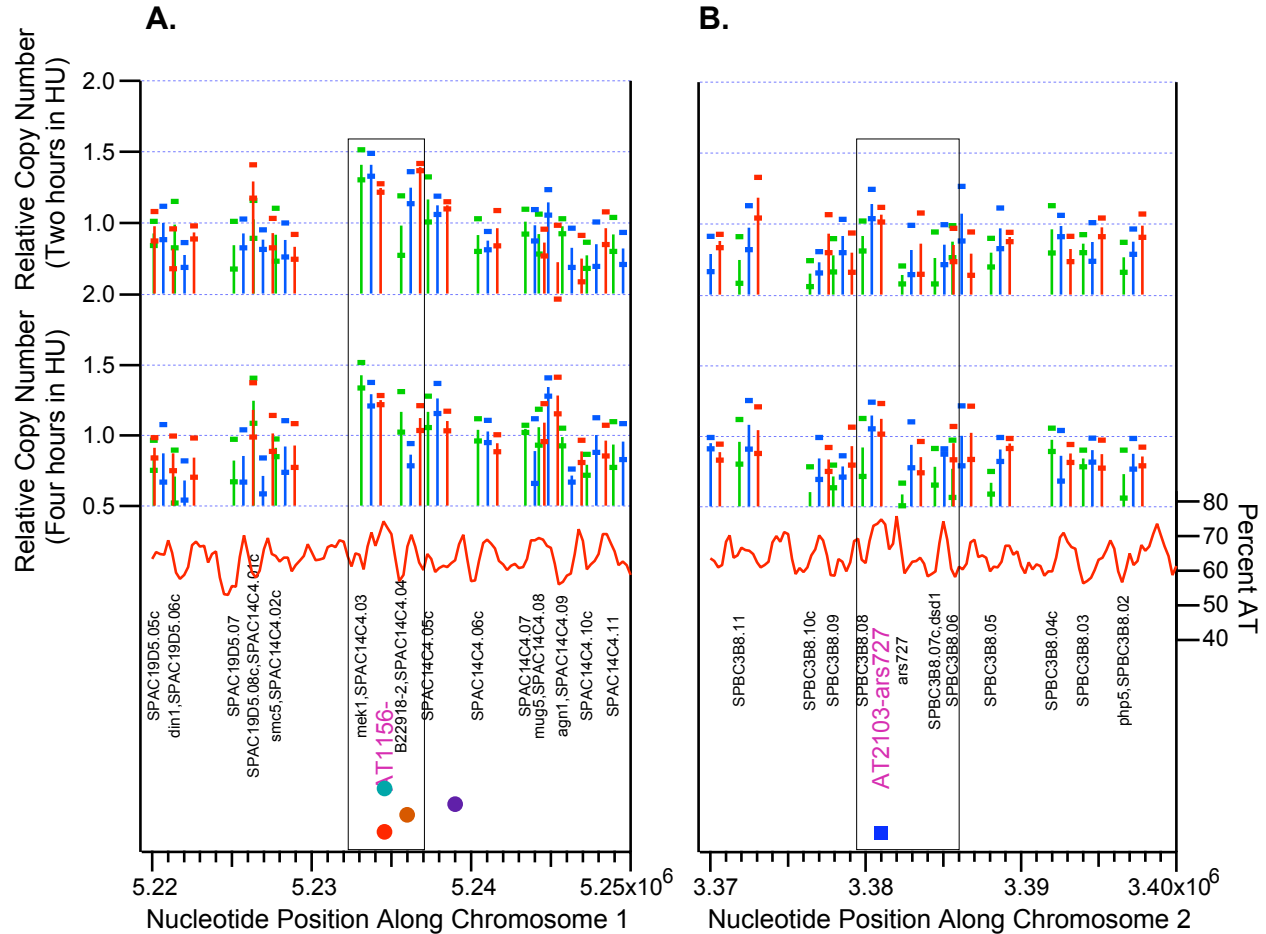 A.
B.
Relative Copy Number
(Two hours in HU)
2.0
1.5
1.0
2.0
Relative Copy Number
(Four hours in HU)
1.5
1.0
0.5
80
70
60
50
40
Percent AT
SPAC19D5.05c
din1,SPAC19D5.06c
SPAC19D5.07
SPAC19D5.08c,SPAC14C4.01c
smc5,SPAC14C4.02c
mek1,SPAC14C4.03
AT1156-
B22918-2,SPAC14C4.04
SPAC14C4.05c
SPAC14C4.06c
SPAC14C4.07
mug5,SPAC14C4.08
agn1,SPAC14C4.09
SPAC14C4.10c
SPAC14C4.11
SPBC3B8.11
SPBC3B8.10c
SPBC3B8.09
SPBC3B8.08
AT2103-ars727
ars727
SPBC3B8.07c,dsd1
SPBC3B8.06
SPBC3B8.05
SPBC3B8.04c
SPBC3B8.03
php5,SPBC3B8.02
5.22
5.23
5.24
5.25x10⁶
3.37
3.38
3.39
3.40x10⁶
Nucleotide Position Along Chromosome 1
Nucleotide Position Along Chromosome 2